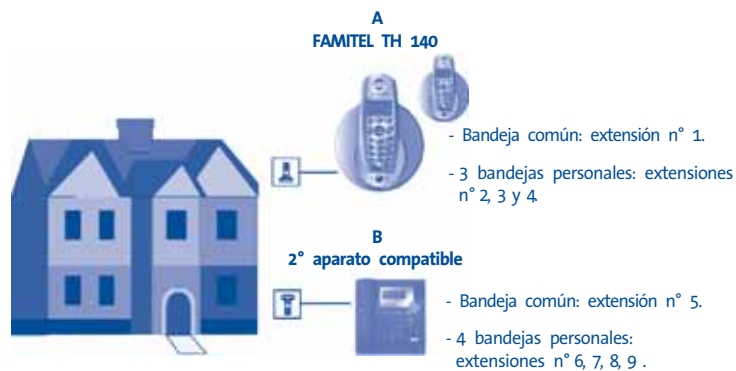 A
FAMITEL TH 140
- Bandeja común: extensión n° 1.
- 3 bandejas personales: extensiones
n° 2, 3 y 4.
B
2° aparato compatible
- Bandeja común: extensión n° 5.
- 4 bandejas personales:
extensiones n° 6, 7, 8, 9 .